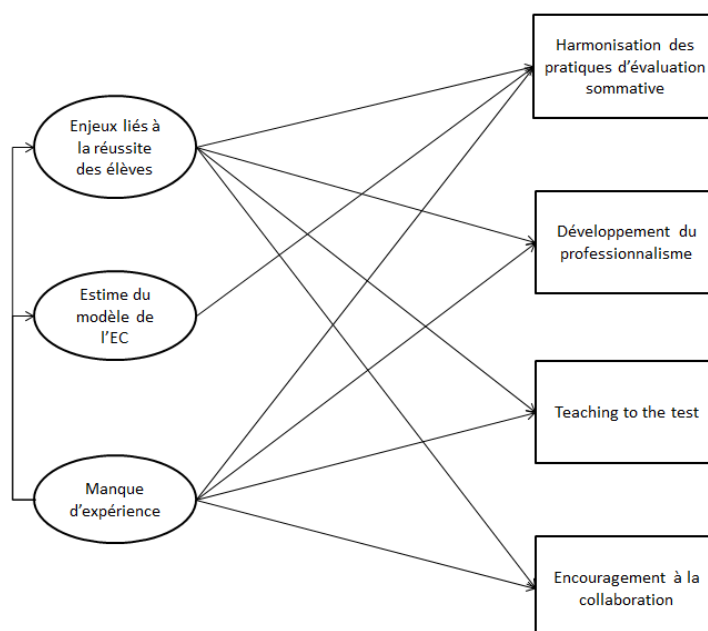 Harmonisation des
pratiques d'évaluation
sommative
Enjeux liés à
la réussite
des élèves
Développement du
professionnalisme
Estime du
modèle de
l'EC
Teaching to the test
Manque
d'expérience
Encouragement à la
collaboration